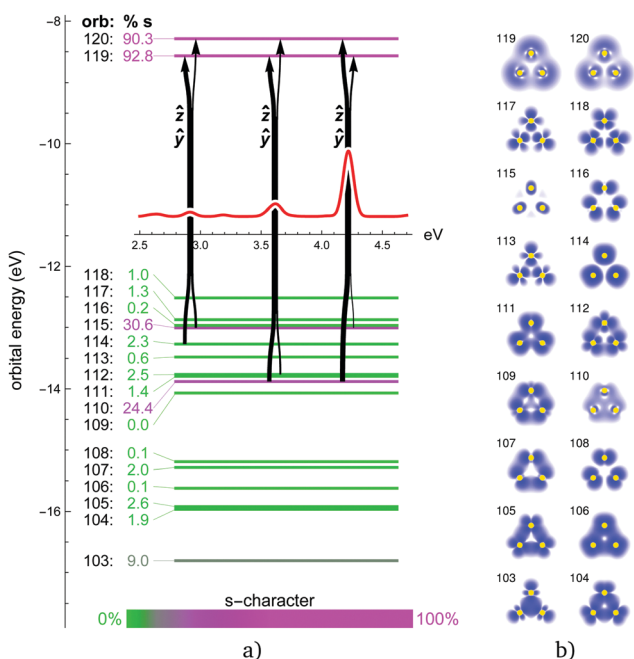 orb: % s
120: 90.3
119: 92.8
ẑ
ŷ
ẑ
ŷ
ẑ
ŷ
2.5 3.0 3.5 4.0 4.5
eV
118: 1.0
117: 1.3
116: 0.2
115: 30.6
114: 2.3
113: 0.6
112: 2.5
111: 1.4
110: 24.4
109: 0.0
108: 0.1
107: 2.0
106: 0.1
105: 2.6
104: 1.9
103: 9.0
−8
−10
−12
−14
−16
orbital energy (eV)
s−character
0% 100%
a)
119 120
117 118
115 116
113 114
111 112
109 110
107 108
105 106
103 104
b)